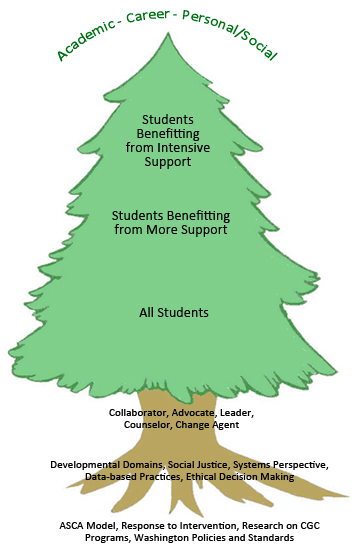 Academic - Career - Personal/Social
Students
Benefitting
from Intensive
Support
Students Benefitting
from More Support
All Students
Collaborator, Advocate, Leader,
Counselor, Change Agent
Developmental Domains, Social Justice, Systems Perspective,
Data-based Practices, Ethical Decision Making
ASCA Model, Response to Intervention, Research on CGC
Programs, Washington Policies and Standards